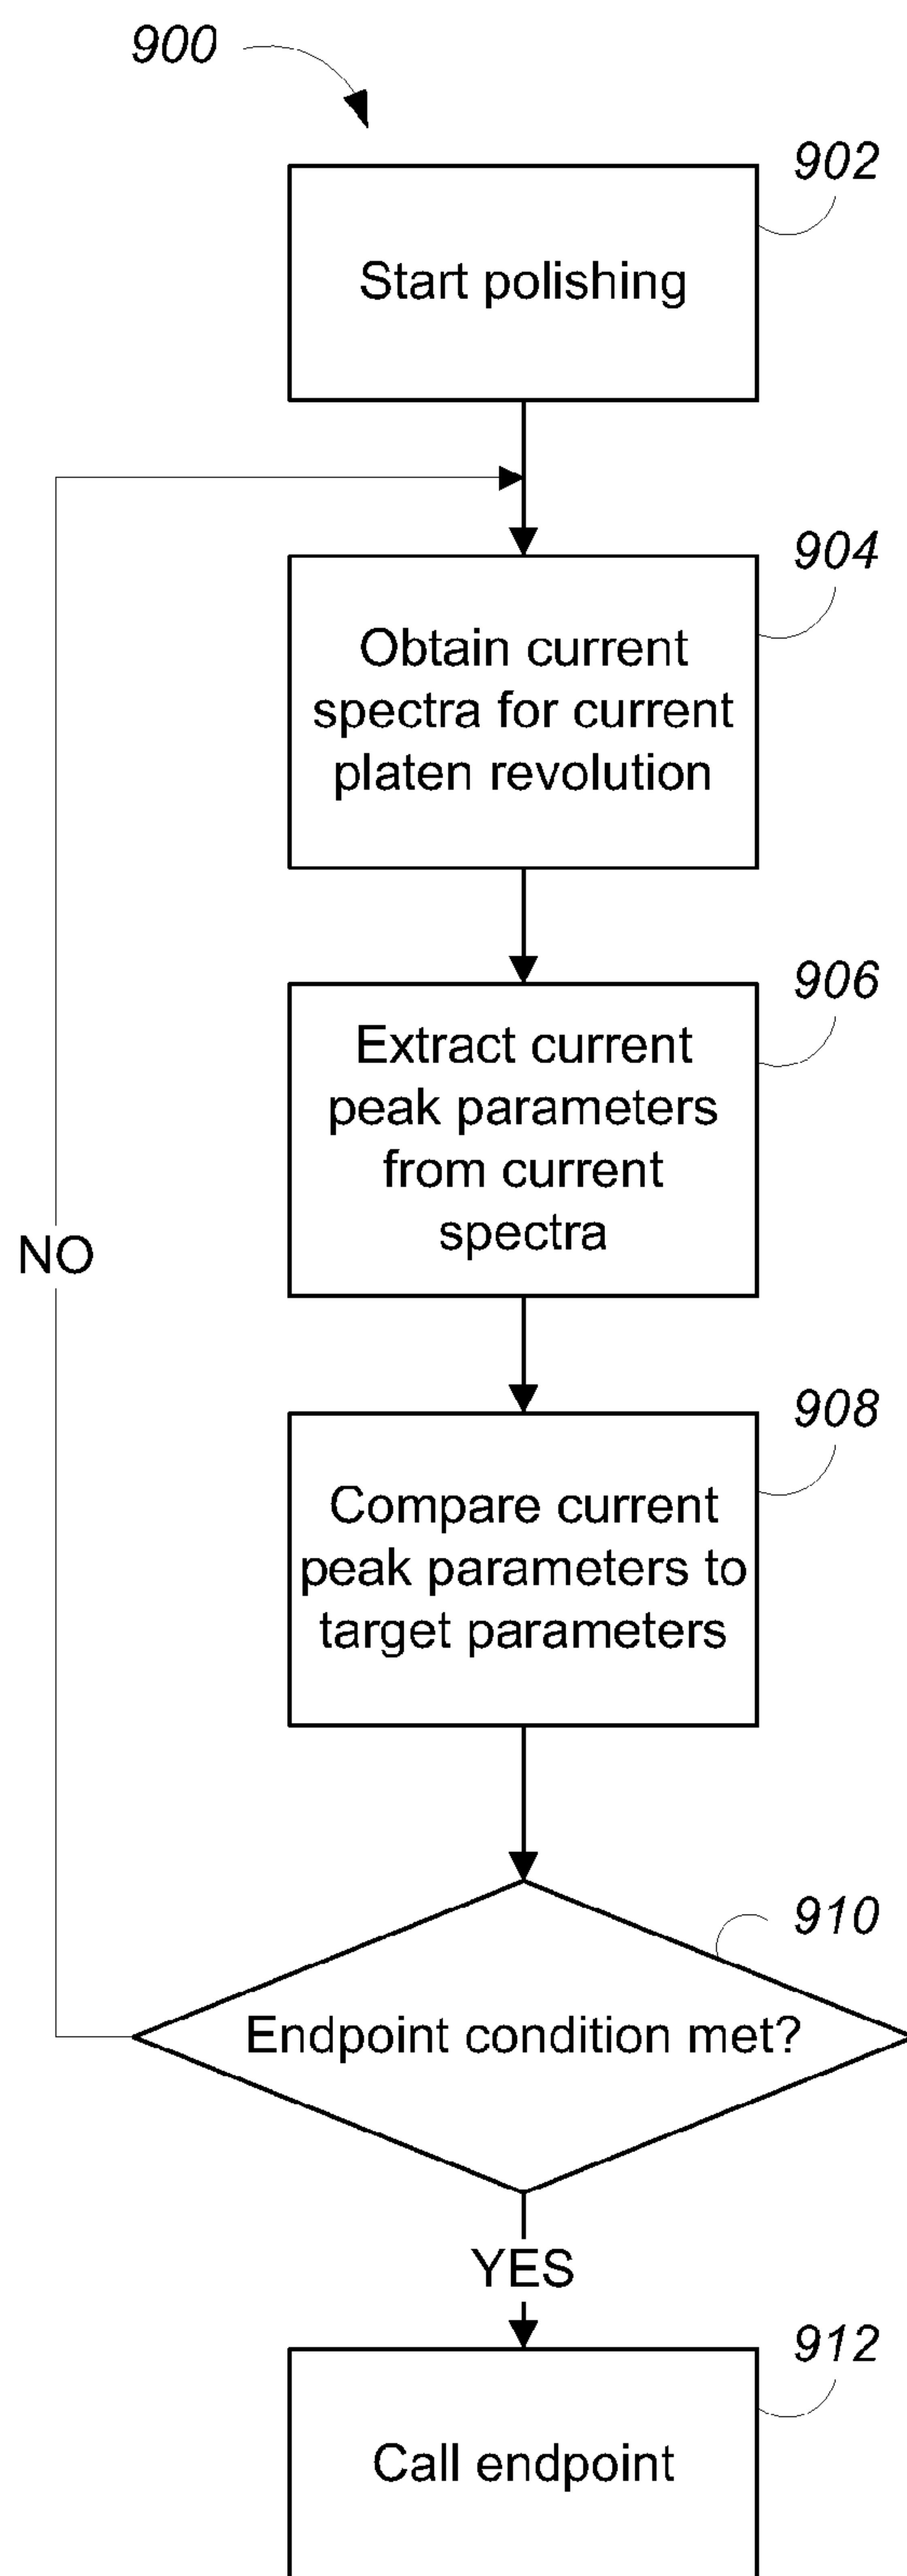 900
902
Start polishing
904
Obtain current
spectra for current
platen revolution
906
Extract current
peak parameters
from current
spectra
NO
908
Compare current
peak parameters to
target parameters
910
Endpoint condition met?
YES
912
Call endpoint